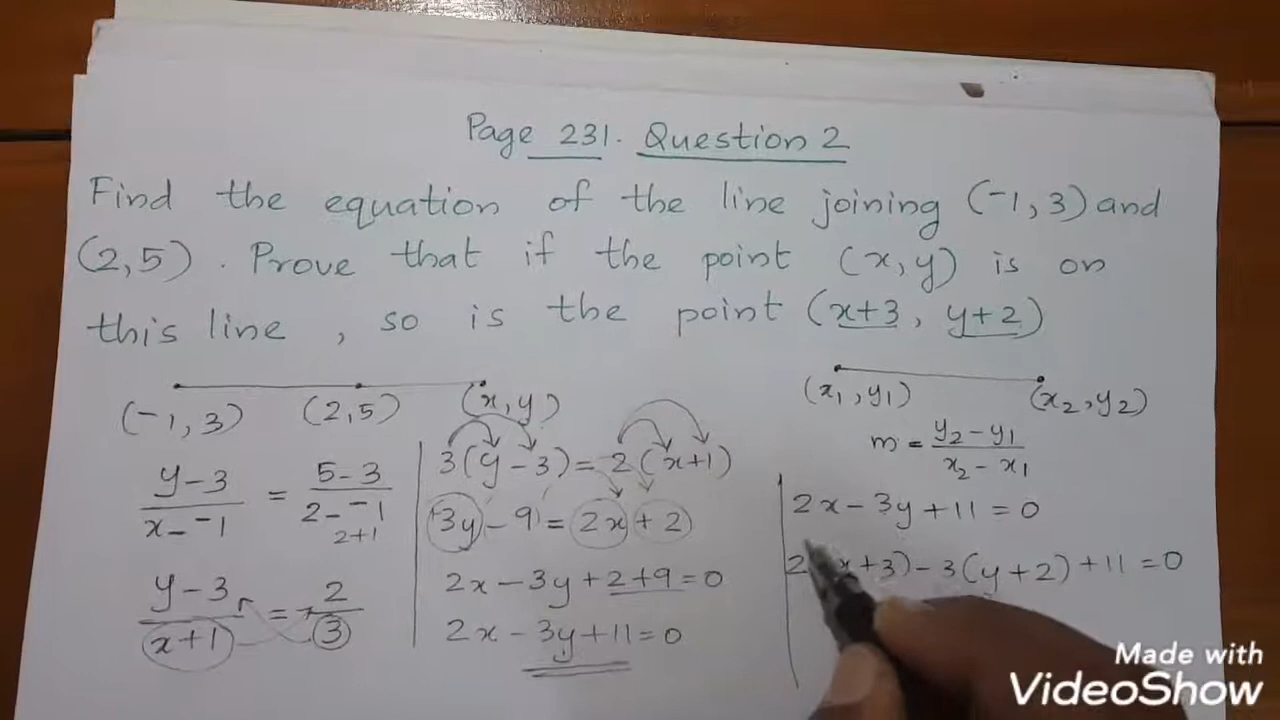 Page 231. Question 2
Find the equation of the line joining (-1, 3) and
(2, 5). Prove that if the point (x, y) is on
this line, so is the point (x+3, y+2)
(-1, 3) (2, 5) (x, y)
y-3 / x - -1 = 5-3 / 2 - -1
2+1
y-3 / x+1 = 2 / 3
3(y-3) = 2(x+1)
+3y - 9 = 2x + 2
2x - 3y + 2+9 = 0
2x - 3y + 11 = 0
(x₁, y₁) (x₂, y₂)
m = y₂ - y₁ / x₂ - x₁
2x - 3y + 11 = 0
2(x+3) - 3(y+2) + 11 = 0
Made with
VideoShow